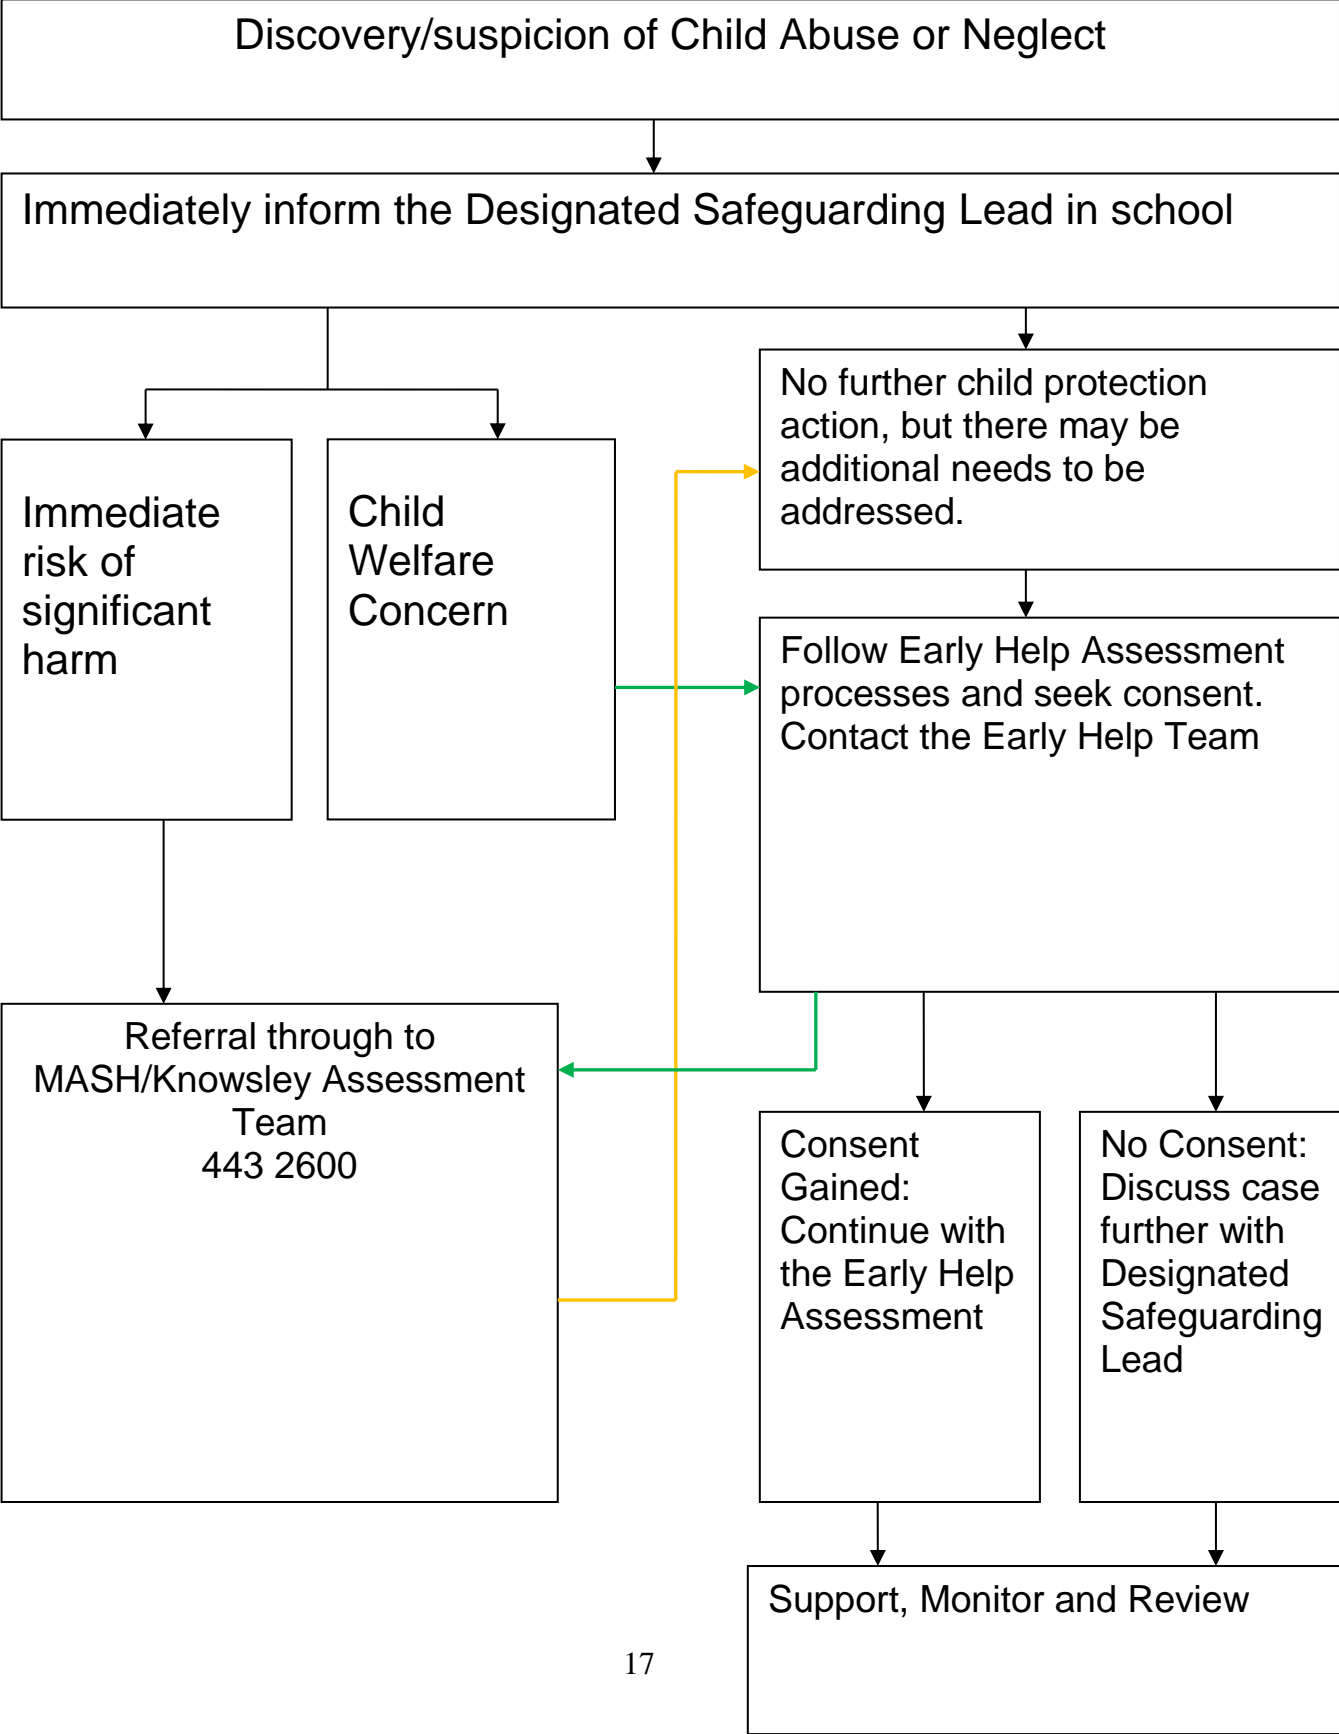 Discovery/suspicion of Child Abuse or Neglect
Immediately inform the Designated Safeguarding Lead in school
No further child protection
action, but there may be
additional needs to be
addressed.
Immediate
risk of
significant
harm
Child
Welfare
Concern
Follow Early Help Assessment
processes and seek consent.
Contact the Early Help Team
Referral through to
MASH/Knowsley Assessment
Team
443 2600
Consent
Gained:
Continue with
the Early Help
Assessment
No Consent:
Discuss case
further with
Designated
Safeguarding
Lead
Support, Monitor and Review
17